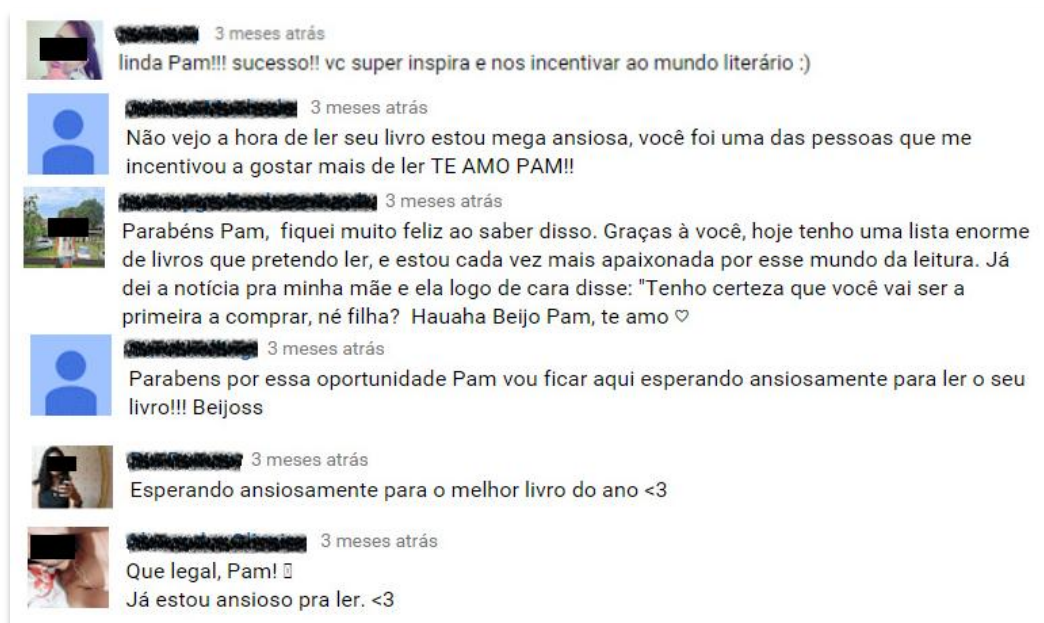 3 meses atrás
linda Pam!!! sucesso!! vc super inspira e nos incentivar ao mundo literário :)
3 meses atrás
Não vejo a hora de ler seu livro estou mega ansiosa, você foi uma das pessoas que me
incentivou a gostar mais de ler TE AMO PAM!!
3 meses atrás
Parabéns Pam, fiquei muito feliz ao saber disso. Graças à você, hoje tenho uma lista enorme
de livros que pretendo ler, e estou cada vez mais apaixonada por esse mundo da leitura. Já
dei a notícia pra minha mãe e ela logo de cara disse: "Tenho certeza que você vai ser a
primeira a comprar, né filha? Hauaha Beijo Pam, te amo ♡
3 meses atrás
Parabens por essa oportunidade Pam vou ficar aqui esperando ansiosamente para ler o seu
livro!!! Beijoss
3 meses atrás
Esperando ansiosamente para o melhor livro do ano <3
3 meses atrás
Que legal, Pam!
Já estou ansioso pra ler. <3